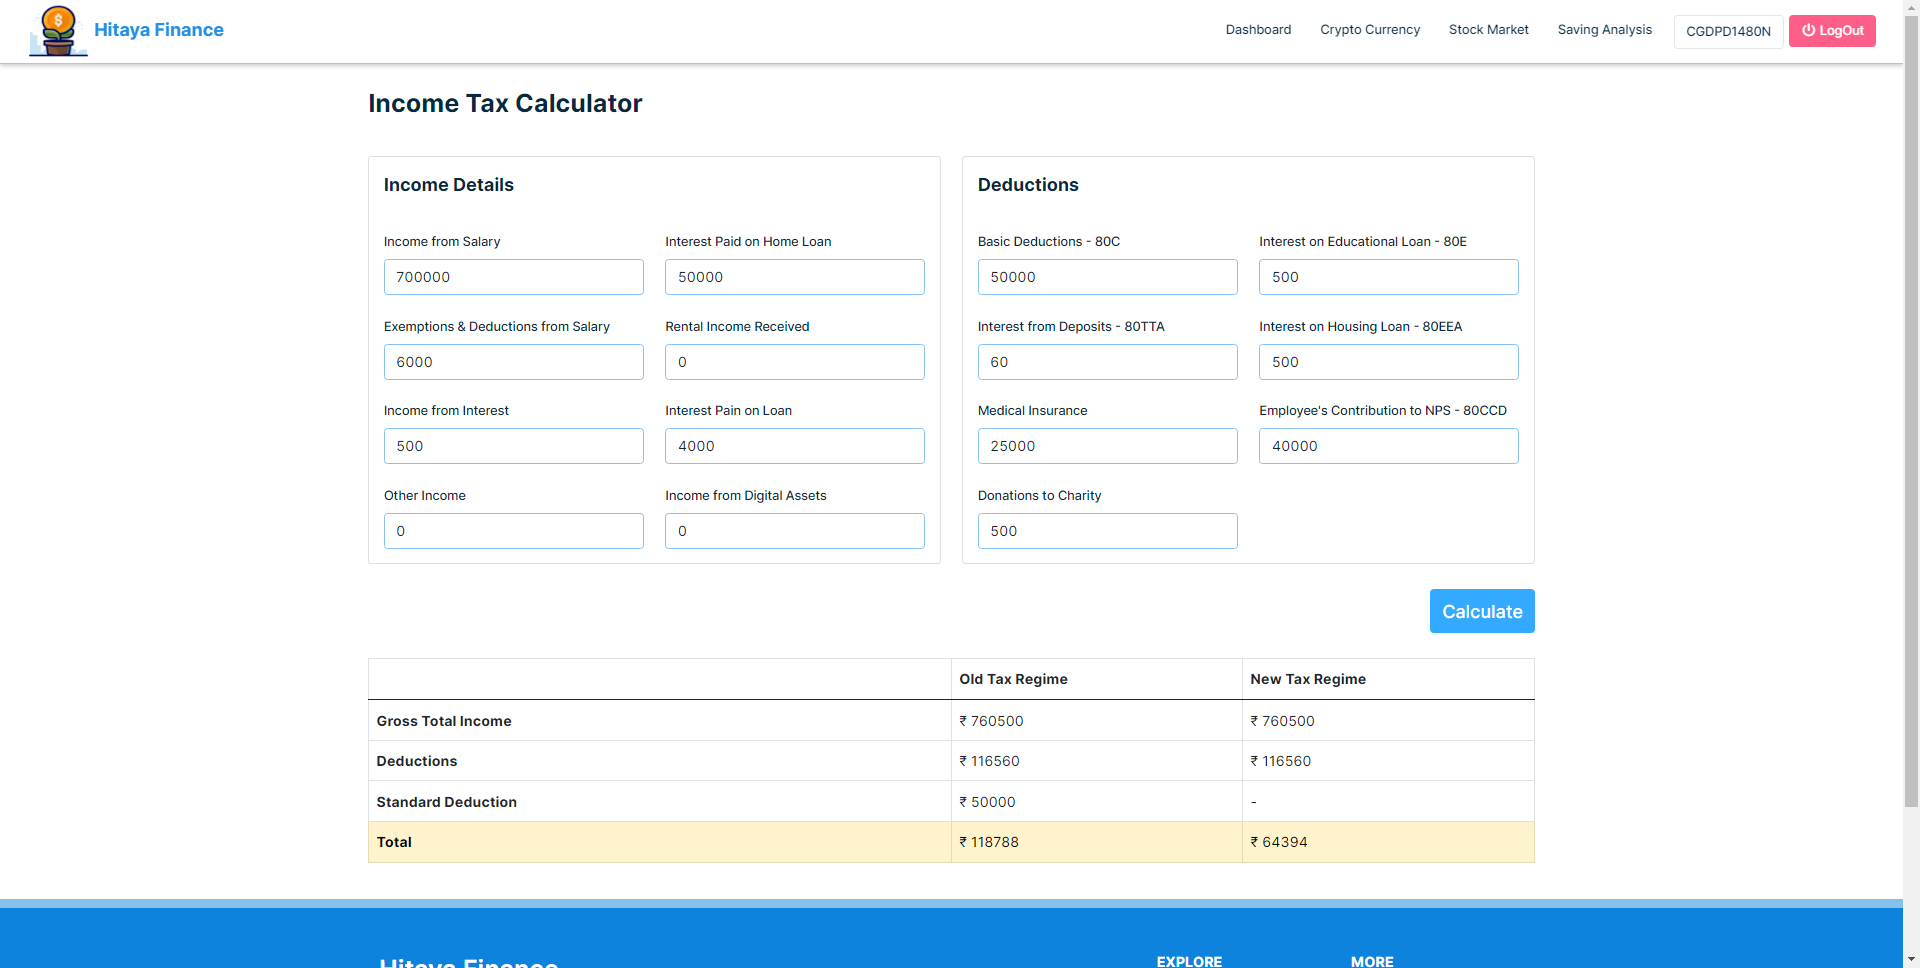 Hitaya Finance
Dashboard Crypto Currency Stock Market Saving Analysis CGDPD1480N LogOut
Income Tax Calculator
Income Details
Income from Salary Interest Paid on Home Loan
700000 50000
Exemptions & Deductions from Salary Rental Income Received
6000 0
Income from Interest Interest Pain on Loan
500 4000
Other Income Income from Digital Assets
0 0
Deductions
Basic Deductions - 80C Interest on Educational Loan - 80E
50000 500
Interest from Deposits - 80TTA Interest on Housing Loan - 80EEA
60 500
Medical Insurance Employee's Contribution to NPS - 80CCD
25000 40000
Donations to Charity
500
Calculate
Old Tax Regime New Tax Regime
Gross Total Income ₹ 760500 ₹ 760500
Deductions ₹ 116560 ₹ 116560
Standard Deduction ₹ 50000 -
Total ₹ 118788 ₹ 64394
Hitaya Finance EXPLORE MORE